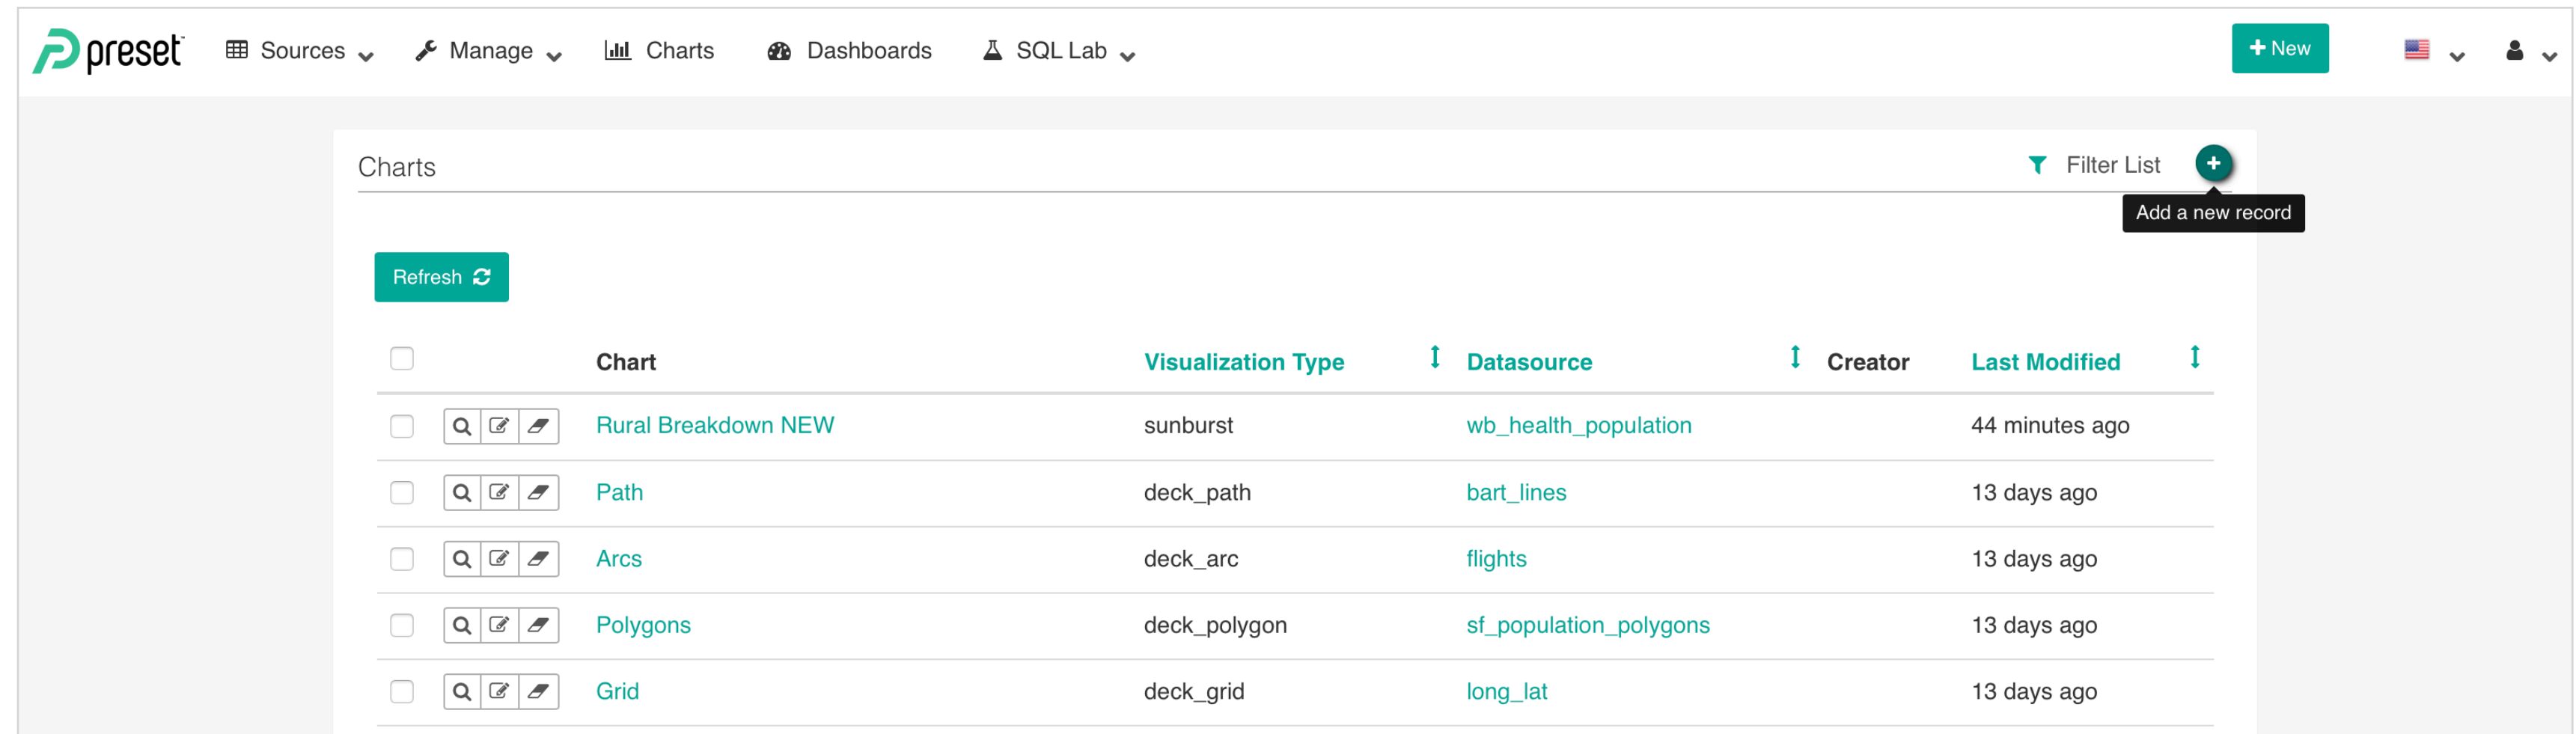 preset™ Sources Manage Charts Dashboards SQL Lab + New
Charts Filter List +
Add a new record
Refresh
Chart Visualization Type Datasource Creator Last Modified
Rural Breakdown NEW sunburst wb_health_population 44 minutes ago
Path deck_path bart_lines 13 days ago
Arcs deck_arc flights 13 days ago
Polygons deck_polygon sf_population_polygons 13 days ago
Grid deck_grid long_lat 13 days ago